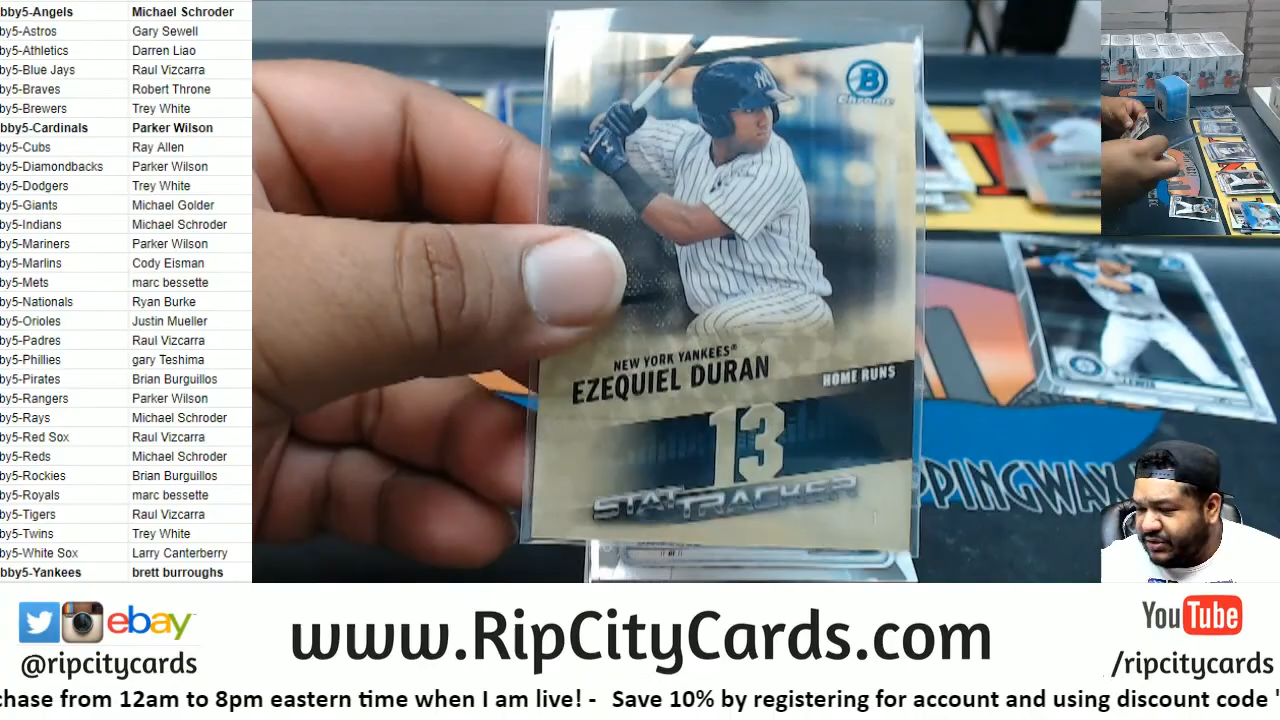 bby5-Angels Michael Schroder
by5-Astros Gary Sewell
by5-Athletics Darren Liao
by5-Blue Jays Raul Vizcarra
by5-Braves Robert Throne
by5-Brewers Trey White
bby5-Cardinals Parker Wilson
by5-Cubs Ray Allen
by5-Diamondbacks Parker Wilson
by5-Dodgers Trey White
by5-Giants Michael Golder
by5-Indians Michael Schroder
by5-Mariners Parker Wilson
by5-Marlins Cody Eisman
by5-Mets marc bessette
by5-Nationals Ryan Burke
by5-Orioles Justin Mueller
by5-Padres Raul Vizcarra
by5-Phillies gary Teshima
by5-Pirates Brian Burguillos
by5-Rangers Parker Wilson
by5-Rays Michael Schroder
by5-Red Sox Raul Vizcarra
by5-Reds Michael Schroder
by5-Rockies Brian Burguillos
by5-Royals marc bessette
by5-Tigers Raul Vizcarra
by5-Twins Trey White
by5-White Sox Larry Canterbery
bby5-Yankees brett burroughs
B
Chrome
NY
NEW YORK YANKEES®
EZEQUIEL DURAN
HOME RUNS
13
STAT TRACKER
LEWIS
PPINGWAX
ebay
@ripcitycards
www.RipCityCards.com
YouTube
/ripcitycards
chase from 12am to 8pm eastern time when I am live! - Save 10% by registering for account and using discount code '